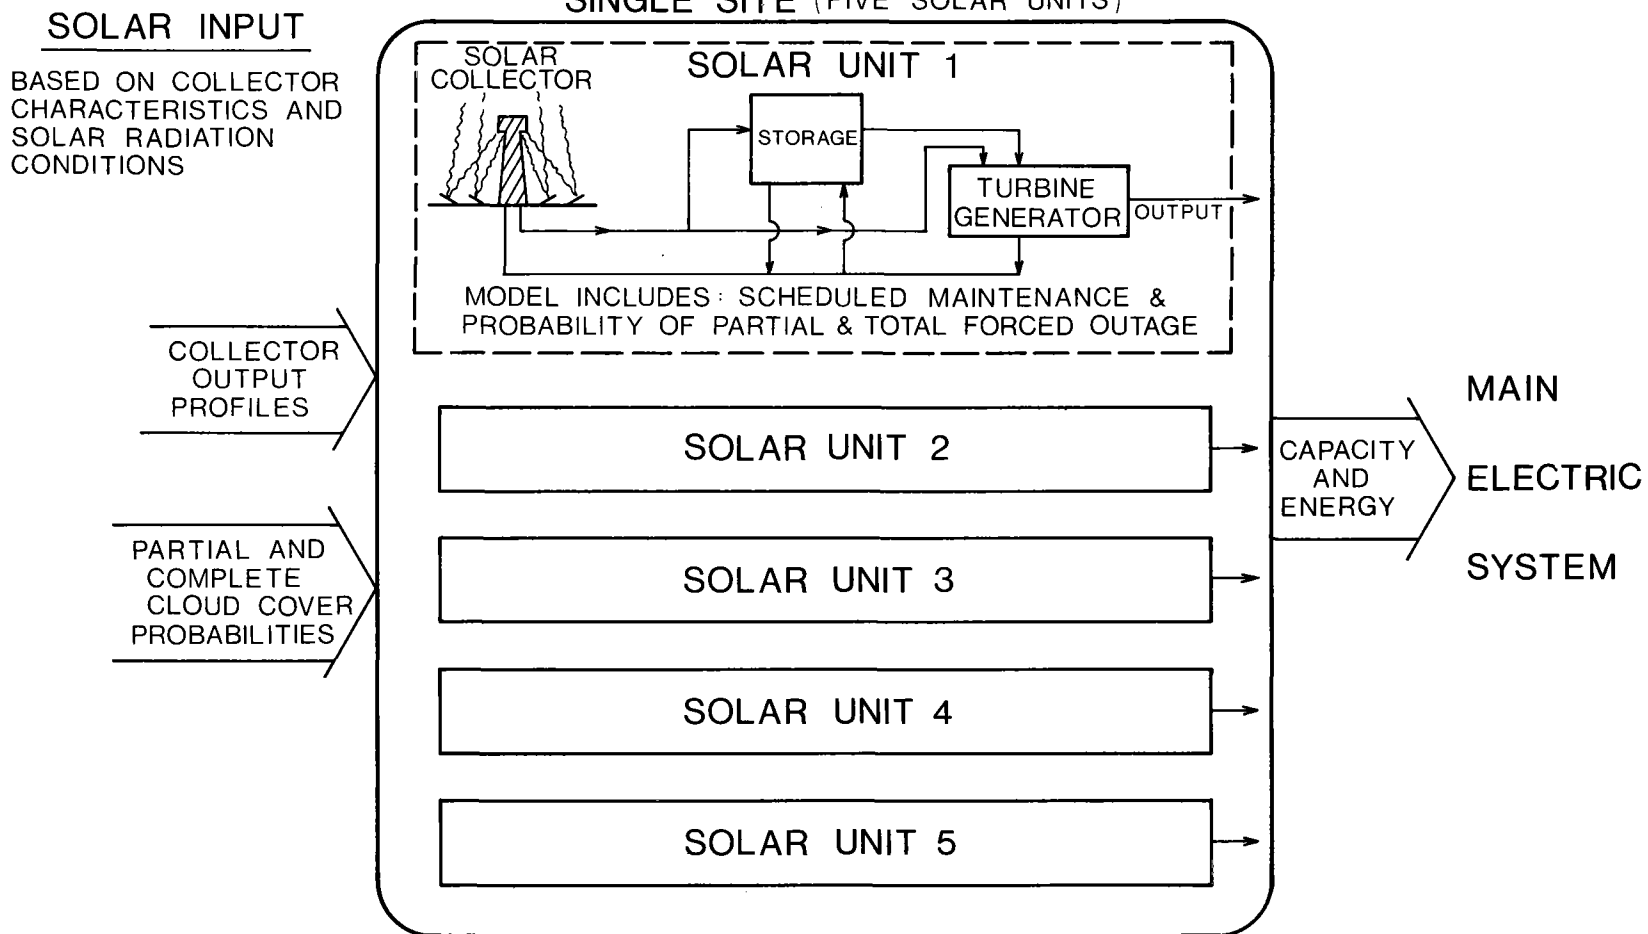 SINGLE SITE (FIVE SOLAR UNITS)
SOLAR INPUT
BASED ON COLLECTOR
CHARACTERISTICS AND
SOLAR RADIATION
CONDITIONS
SOLAR
COLLECTOR
SOLAR UNIT 1
STORAGE
TURBINE
GENERATOR
OUTPUT
MODEL INCLUDES: SCHEDULED MAINTENANCE &
PROBABILITY OF PARTIAL & TOTAL FORCED OUTAGE
COLLECTOR
OUTPUT
PROFILES
PARTIAL AND
COMPLETE
CLOUD COVER
PROBABILITIES
SOLAR UNIT 2
SOLAR UNIT 3
SOLAR UNIT 4
SOLAR UNIT 5
CAPACITY
AND
ENERGY
MAIN
ELECTRIC
SYSTEM